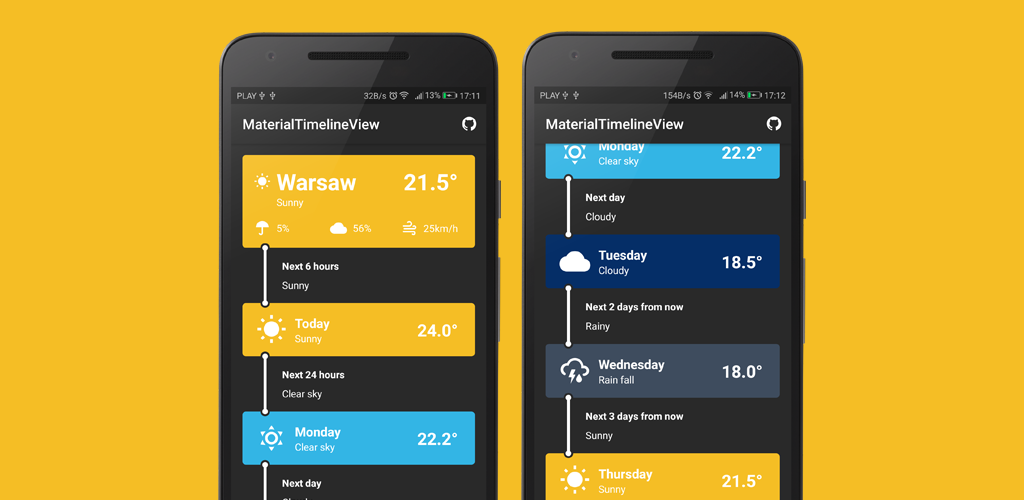 PLAY 32B/s 13% 17:11
MaterialTimelineView
Warsaw 21.5°
Sunny
5% 56% 25km/h
Next 6 hours
Sunny
Today 24.0°
Sunny
Next 24 hours
Clear sky
Monday 22.2°
Clear sky
Next day
PLAY 154B/s 14% 17:12
MaterialTimelineView
Monday 22.2°
Clear sky
Next day
Cloudy
Tuesday 18.5°
Cloudy
Next 2 days from now
Rainy
Wednesday 18.0°
Rain fall
Next 3 days from now
Sunny
Thursday 21.5°
Sunny